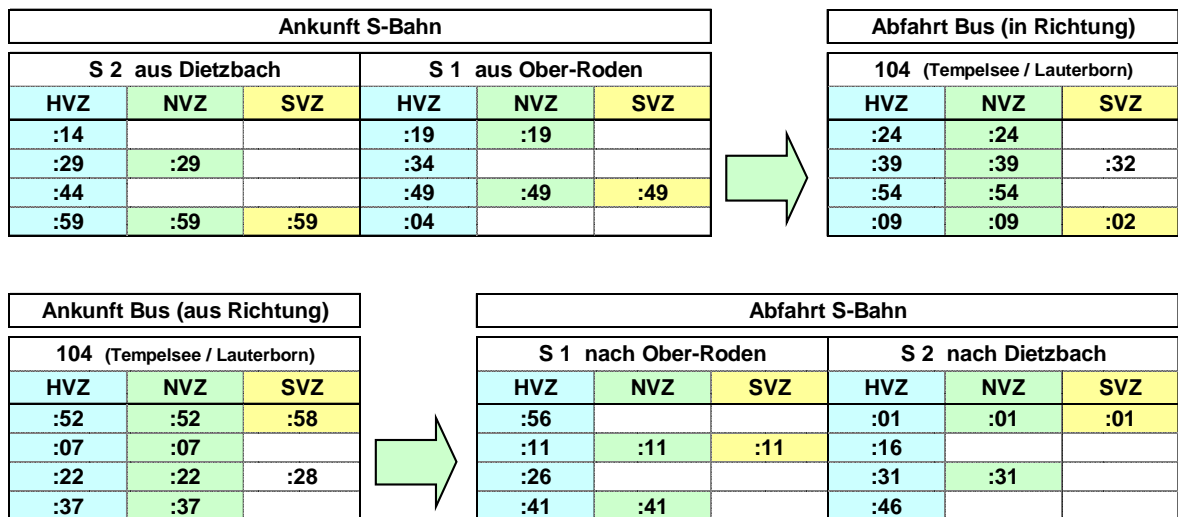 Ankunft S-Bahn Abfahrt Bus (in Richtung)
S 2 aus Dietzbach S 1 aus Ober-Roden 104 (Tempelsee / Lauterborn)
HVZ NVZ SVZ HVZ NVZ SVZ HVZ NVZ SVZ
:14 :19 :19 :24 :24
:29 :29 :34 :39 :39 :32
:44 :49 :49 :49 :54 :54
:59 :59 :59 :04 :09 :09 :02
Ankunft Bus (aus Richtung) Abfahrt S-Bahn
104 (Tempelsee / Lauterborn) S 1 nach Ober-Roden S 2 nach Dietzbach
HVZ NVZ SVZ HVZ NVZ SVZ HVZ NVZ SVZ
:52 :52 :58 :56 :01 :01 :01
:07 :07 :11 :11 :11 :16
:22 :22 :28 :26 :31 :31
:37 :37 :41 :41 :46